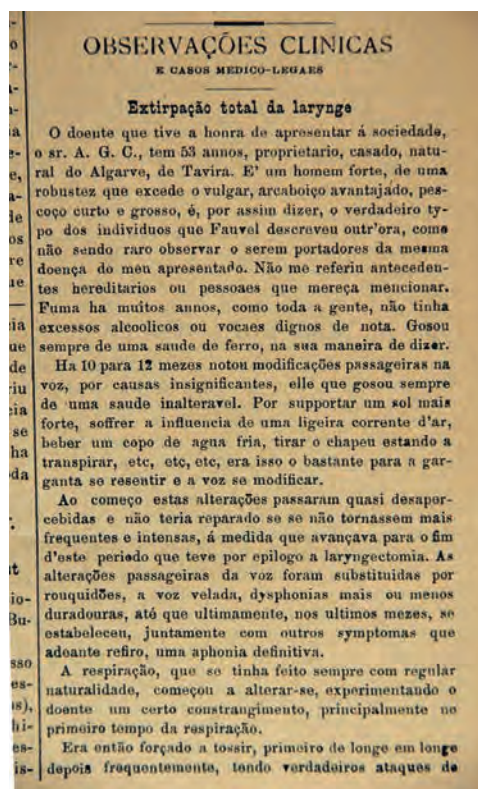 OBSERVAÇÕES CLINICAS
E CASOS MEDICO-LEGAES
Extirpação total da larynge
O doente que tive a honra de apresentar á sociedade,
o sr. A. G. C., tem 53 annos, proprietario, casado, natu-
ral do Algarve, de Tavira. E' um homem forte, de uma
robustez que excede o vulgar, arcaboiço avantajado, pes-
coço curto e grosso, é, por assim dizer, o verdadeiro ty-
po dos individuos que Fauvel descreveu outr'ora, como
não sendo raro observar o serem portadores da mesma
doença do meu apresentado. Não me referiu anteceden-
tes hereditarios ou pessoaes que mereça mencionar.
Fuma ha muitos annos, como toda a gente, não tinha
excessos alcoolicos ou vocaes dignos de nota. Gosou
sempre de uma saude de ferro, na sua maneira de dizer.
Ha 10 para 12 mezes notou modificações passageiras na
voz, por causas insignificantes, elle que gosou sempre
de uma saude inalteravel. Por supportar um sol mais
forte, soffrer a influencia de uma ligeira corrente d'ar,
beber um copo de agua fria, tirar o chapeu estando a
transpirar, etc, etc, etc, era isso o bastante para a gar-
ganta se resentir e a voz se modificar.
Ao começo estas alterações passaram quasi desaper-
cebidas e não teria reparado se se não tornassem mais
frequentes e intensas, á medida que avançava para o fim
d'este periodo que teve por epilogo a laryngectomia. As
alterações passageiras da voz foram substituidas por
rouquidões, a voz velada, dysphonias mais ou menos
duradouras, até que ultimamente, nos ultimos mezes, se
estabeleceu, juntamente com outros symptomas que
adeante refiro, uma aphonia definitiva.
A respiração, que se tinha feito sempre com regular
naturalidade, começou a alterar-se, experimentando o
doente um certo constrangimento, principalmente no
primeiro tempo da respiração.
Era então forçado a tossir, primeiro de longe em longe
depois frequentemente, tendo verdadeiros ataques de